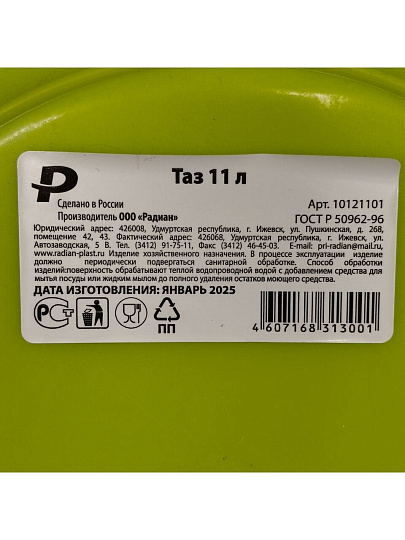 Таз 11 л
Сделано в России
Арт. 10121101
Производитель ООО «Радиан»
ГОСТ Р 50962-96
Юридический адрес: 426008, Удмуртская республика, г. Ижевск, ул. Пушкинская, д. 268,
помещение 42, 43. Фактический адрес: 426068, Удмуртская республика, г. Ижевск, ул.
Автозаводская, 5 В. Тел. (3412) 91-75-11, Факс (3412) 46-45-03. E-mail: pri-radian@mail.ru
www.radian-plast.ru Изделие хозяйственного назначения. В процессе эксплуатации изделие
должно периодически подвергаться санитарной обработке. Способ обработки
изделий:поверхность обрабатывают теплой водопроводной водой с добавлением средства для
мытья посуды или жидким мылом до полного удаления остатков моющего средства.
ДАТА ИЗГОТОВЛЕНИЯ: ЯНВАРЬ 2025
РСТ
5
ПП
4 607168 313001